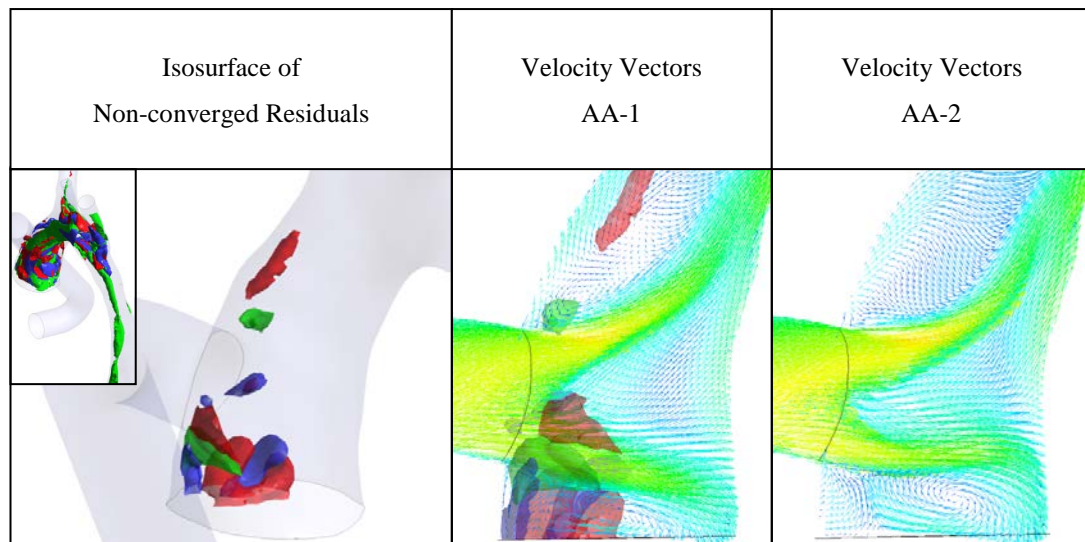 Isosurface of
Non-converged Residuals
Velocity Vectors
AA-1
Velocity Vectors
AA-2